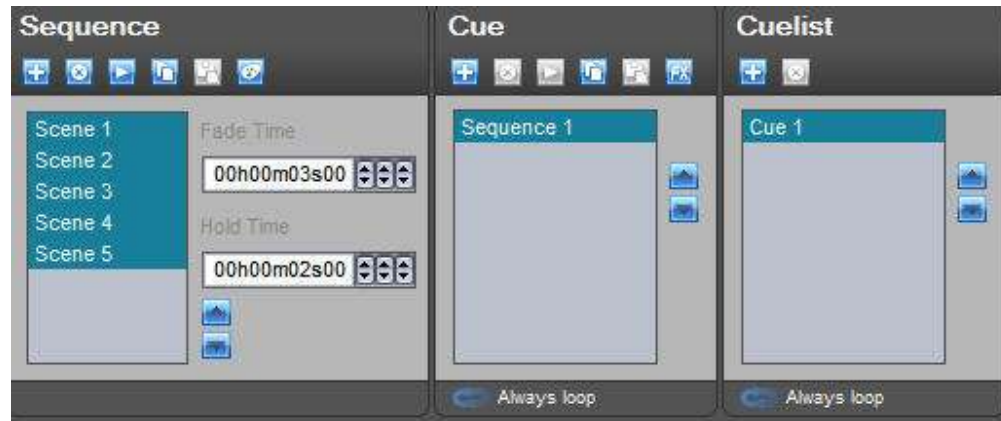 Sequence
Scene 1
Scene 2
Scene 3
Scene 4
Scene 5
Fade Time
00h00m03s00
Hold Time
00h00m02s00
Cue
FX
Sequence 1
Always loop
Cuelist
Cue 1
Always loop